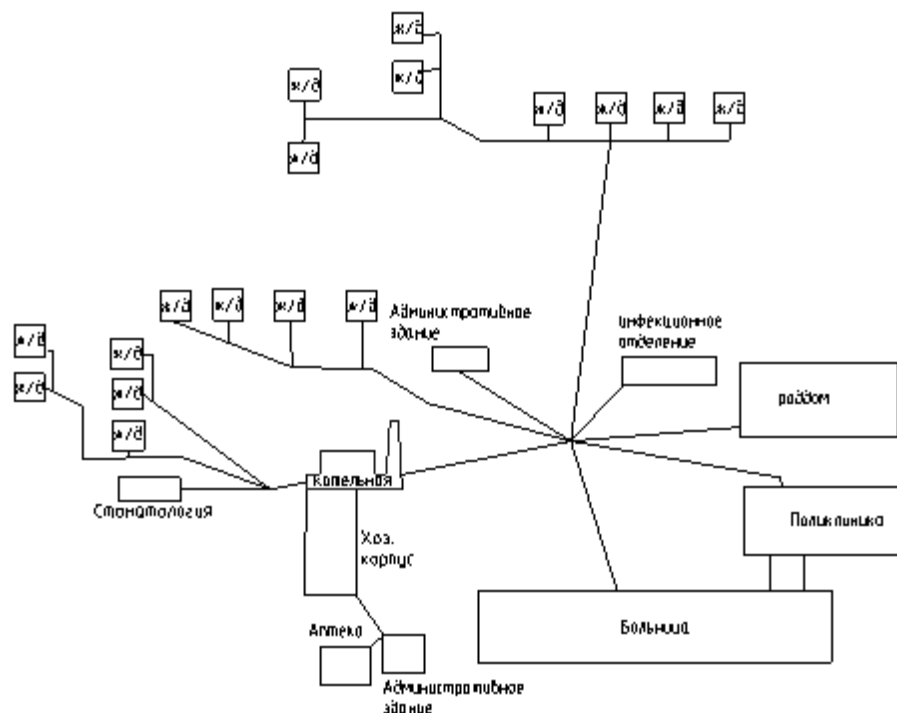 ж/д
ж/д
ж/д
ж/д
ж/д
ж/д
ж/д
ж/д
ж/д
ж/д
ж/д
ж/д
Административное
здание
инфекционное
отделение
ж/д
ж/д
ж/д
ж/д
ж/д
роддом
котельная
Стоматология
Поликлиника
Хоз.
корпус
Больница
Аптека
Административное
здание